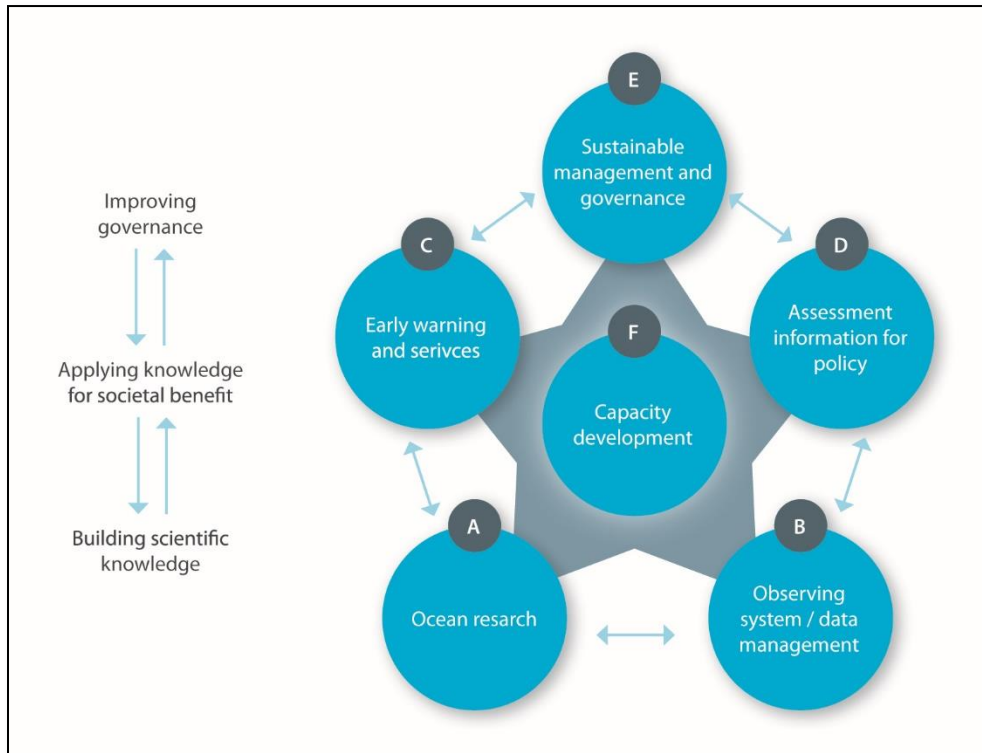 Improving
governance
Applying knowledge
for societal benefit
Building scientific
knowledge
E
Sustainable
management and
governance
C
Early warning
and serivces
D
Assessment
information for
policy
F
Capacity
development
A
Ocean resarch
B
Observing
system / data
management